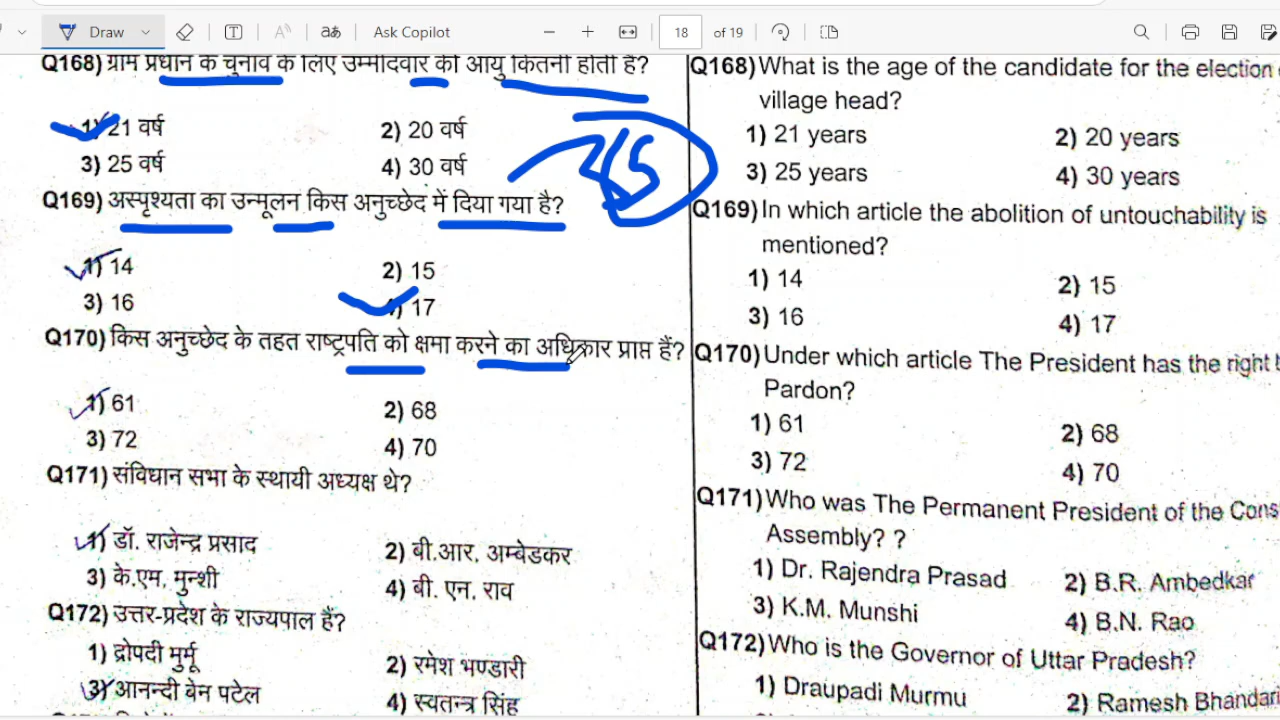 Draw
aあ
Ask Copilot
18
of 19
Q168) ग्राम प्रधान के चुनाव के लिए उम्मीदवार की आयु कितनी होती है?
1) 21 वर्ष
2) 20 वर्ष
3) 25 वर्ष
4) 30 वर्ष
Q169) अस्पृश्यता का उन्मूलन किस अनुच्छेद में दिया गया है?
1) 14
2) 15
3) 16
4) 17
Q170) किस अनुच्छेद के तहत राष्ट्रपति को क्षमा करने का अधिकार प्राप्त हैं?
1) 61
2) 68
3) 72
4) 70
Q171) संविधान सभा के स्थायी अध्यक्ष थे?
1) डॉ. राजेन्द्र प्रसाद
2) बी.आर. अम्बेडकर
3) के.एम. मुन्शी
4) बी. एन. राव
Q172) उत्तर-प्रदेश के राज्यपाल हैं?
1) द्रोपदी मुर्मू
2) रमेश भण्डारी
3) आनन्दी बेन पटेल
4) स्वतन्त्र सिंह
Q168) What is the age of the candidate for the election
village head?
1) 21 years
2) 20 years
3) 25 years
4) 30 years
Q169) In which article the abolition of untouchability is
mentioned?
1) 14
2) 15
3) 16
4) 17
Q170) Under which article The President has the right
Pardon?
1) 61
2) 68
3) 72
4) 70
Q171) Who was The Permanent President of the Cons
Assembly? ?
1) Dr. Rajendra Prasad
2) B.R. Ambedkar
3) K.M. Munshi
4) B.N. Rao
Q172) Who is the Governor of Uttar Pradesh?
1) Draupadi Murmu
2) Ramesh Bhandari